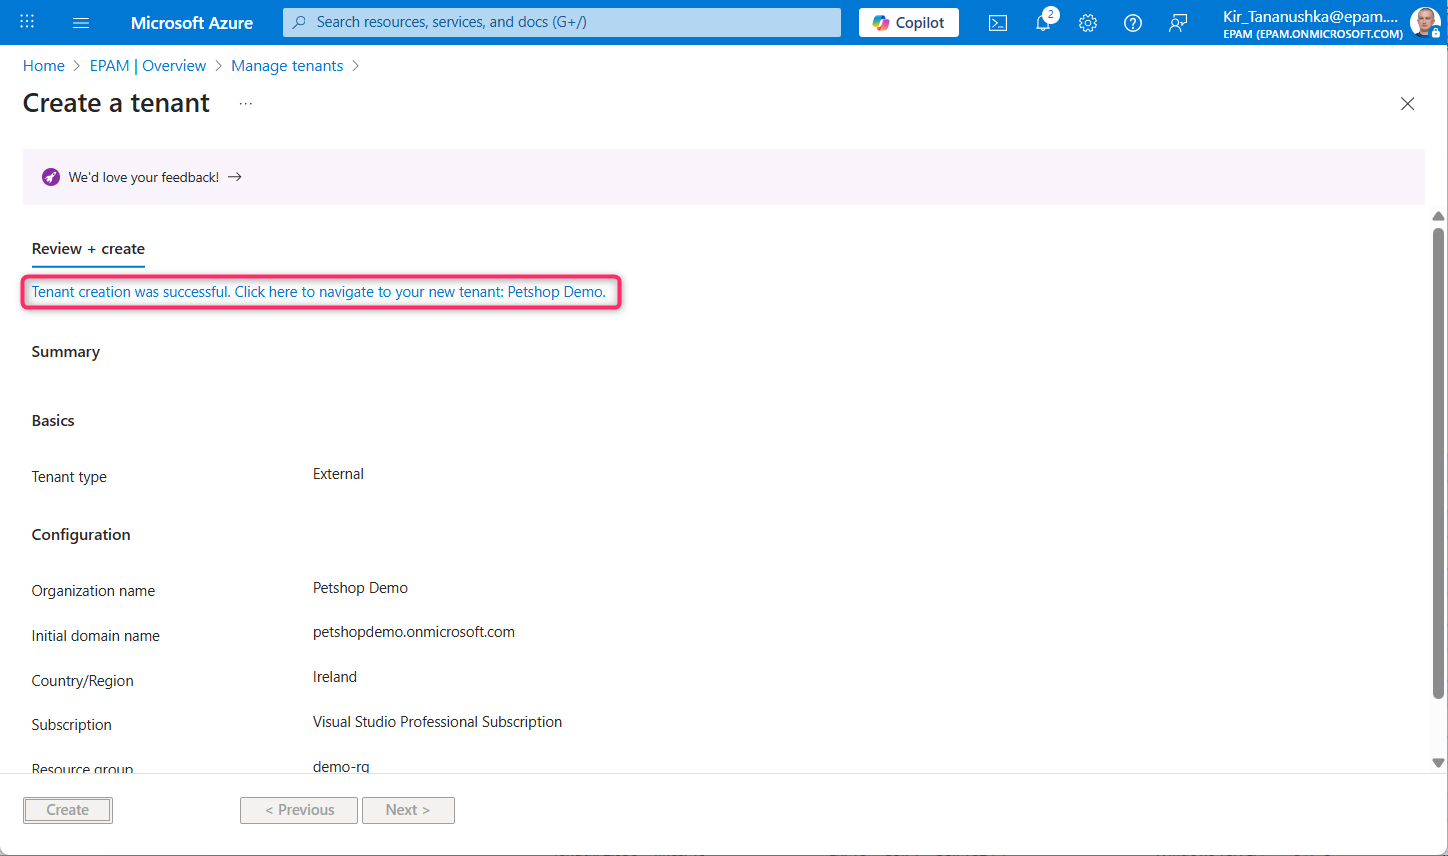 Microsoft Azure
Search resources, services, and docs (G+/)
Copilot
2
Kir_Tananushka@epam....
EPAM (EPAM.ONMICROSOFT.COM)
Home > EPAM | Overview > Manage tenants >
Create a tenant ...
We'd love your feedback! →
Review + create
Tenant creation was successful. Click here to navigate to your new tenant: Petshop Demo.
Summary
Basics
Tenant type External
Configuration
Organization name Petshop Demo
Initial domain name petshopdemo.onmicrosoft.com
Country/Region Ireland
Subscription Visual Studio Professional Subscription
Resource group demo-rg
Create < Previous Next >